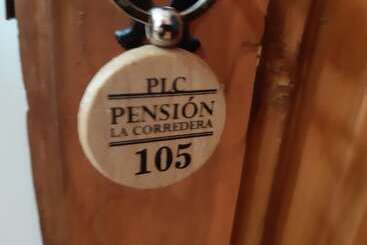 PLC
PENSIÓN
LA CORREDERA
105